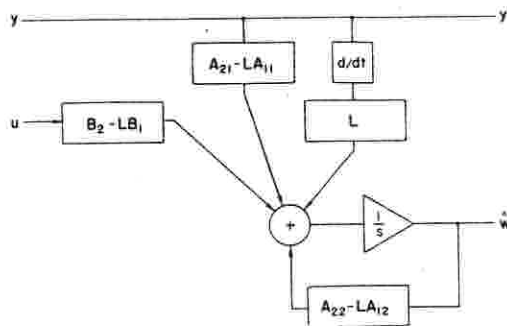 y y
A₂₁-LA₁₁ d/dt
L
u B₂-LB₁
+ 1/s ŵ
A₂₂-LA₁₂